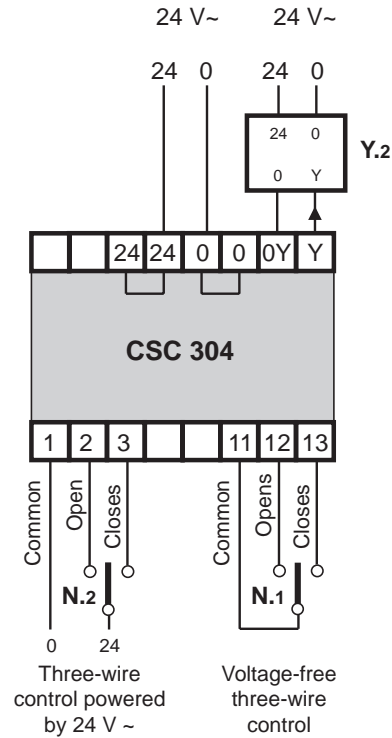 24 V~ 24 V~
24 0 24 0
24 0
Y.2
0 Y
24 24 0 0 0Y Y
CSC 304
1 2 3 11 12 13
Common Open Closes Common Opens Closes
N.2 N.1
0 24
Three-wire
control powered
by 24 V ~
Voltage-free
three-wire
control